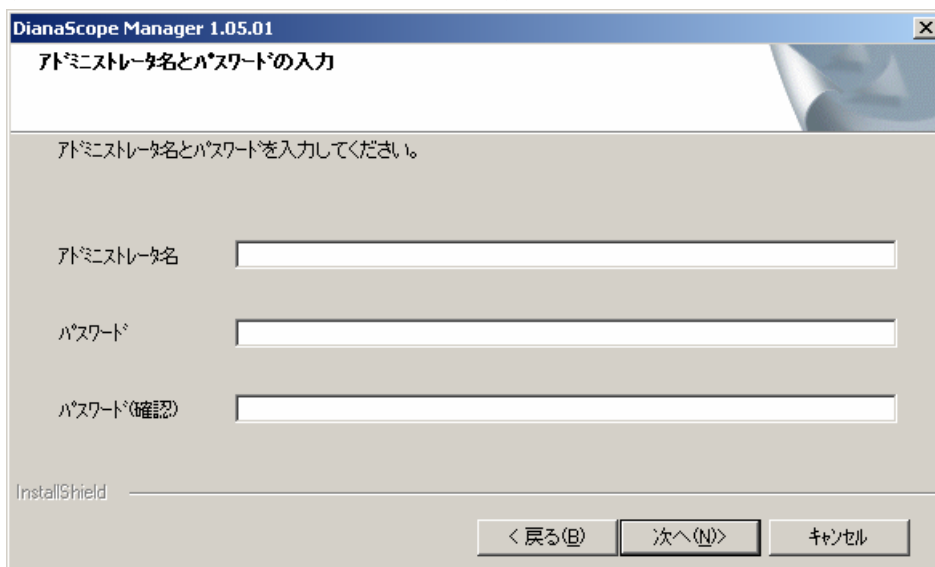 DianaScope Manager 1.05.01
ｱﾄﾞﾐﾆｽﾄﾚｰﾀ名とﾊﾟｽﾜｰﾄﾞの入力
ｱﾄﾞﾐﾆｽﾄﾚｰﾀ名とﾊﾟｽﾜｰﾄﾞを入力してください。
ｱﾄﾞﾐﾆｽﾄﾚｰﾀ名
ﾊﾟｽﾜｰﾄﾞ
ﾊﾟｽﾜｰﾄﾞ(確認)
InstallShield
< 戻る(B)
次へ(N)>
ｷｬﾝｾﾙ